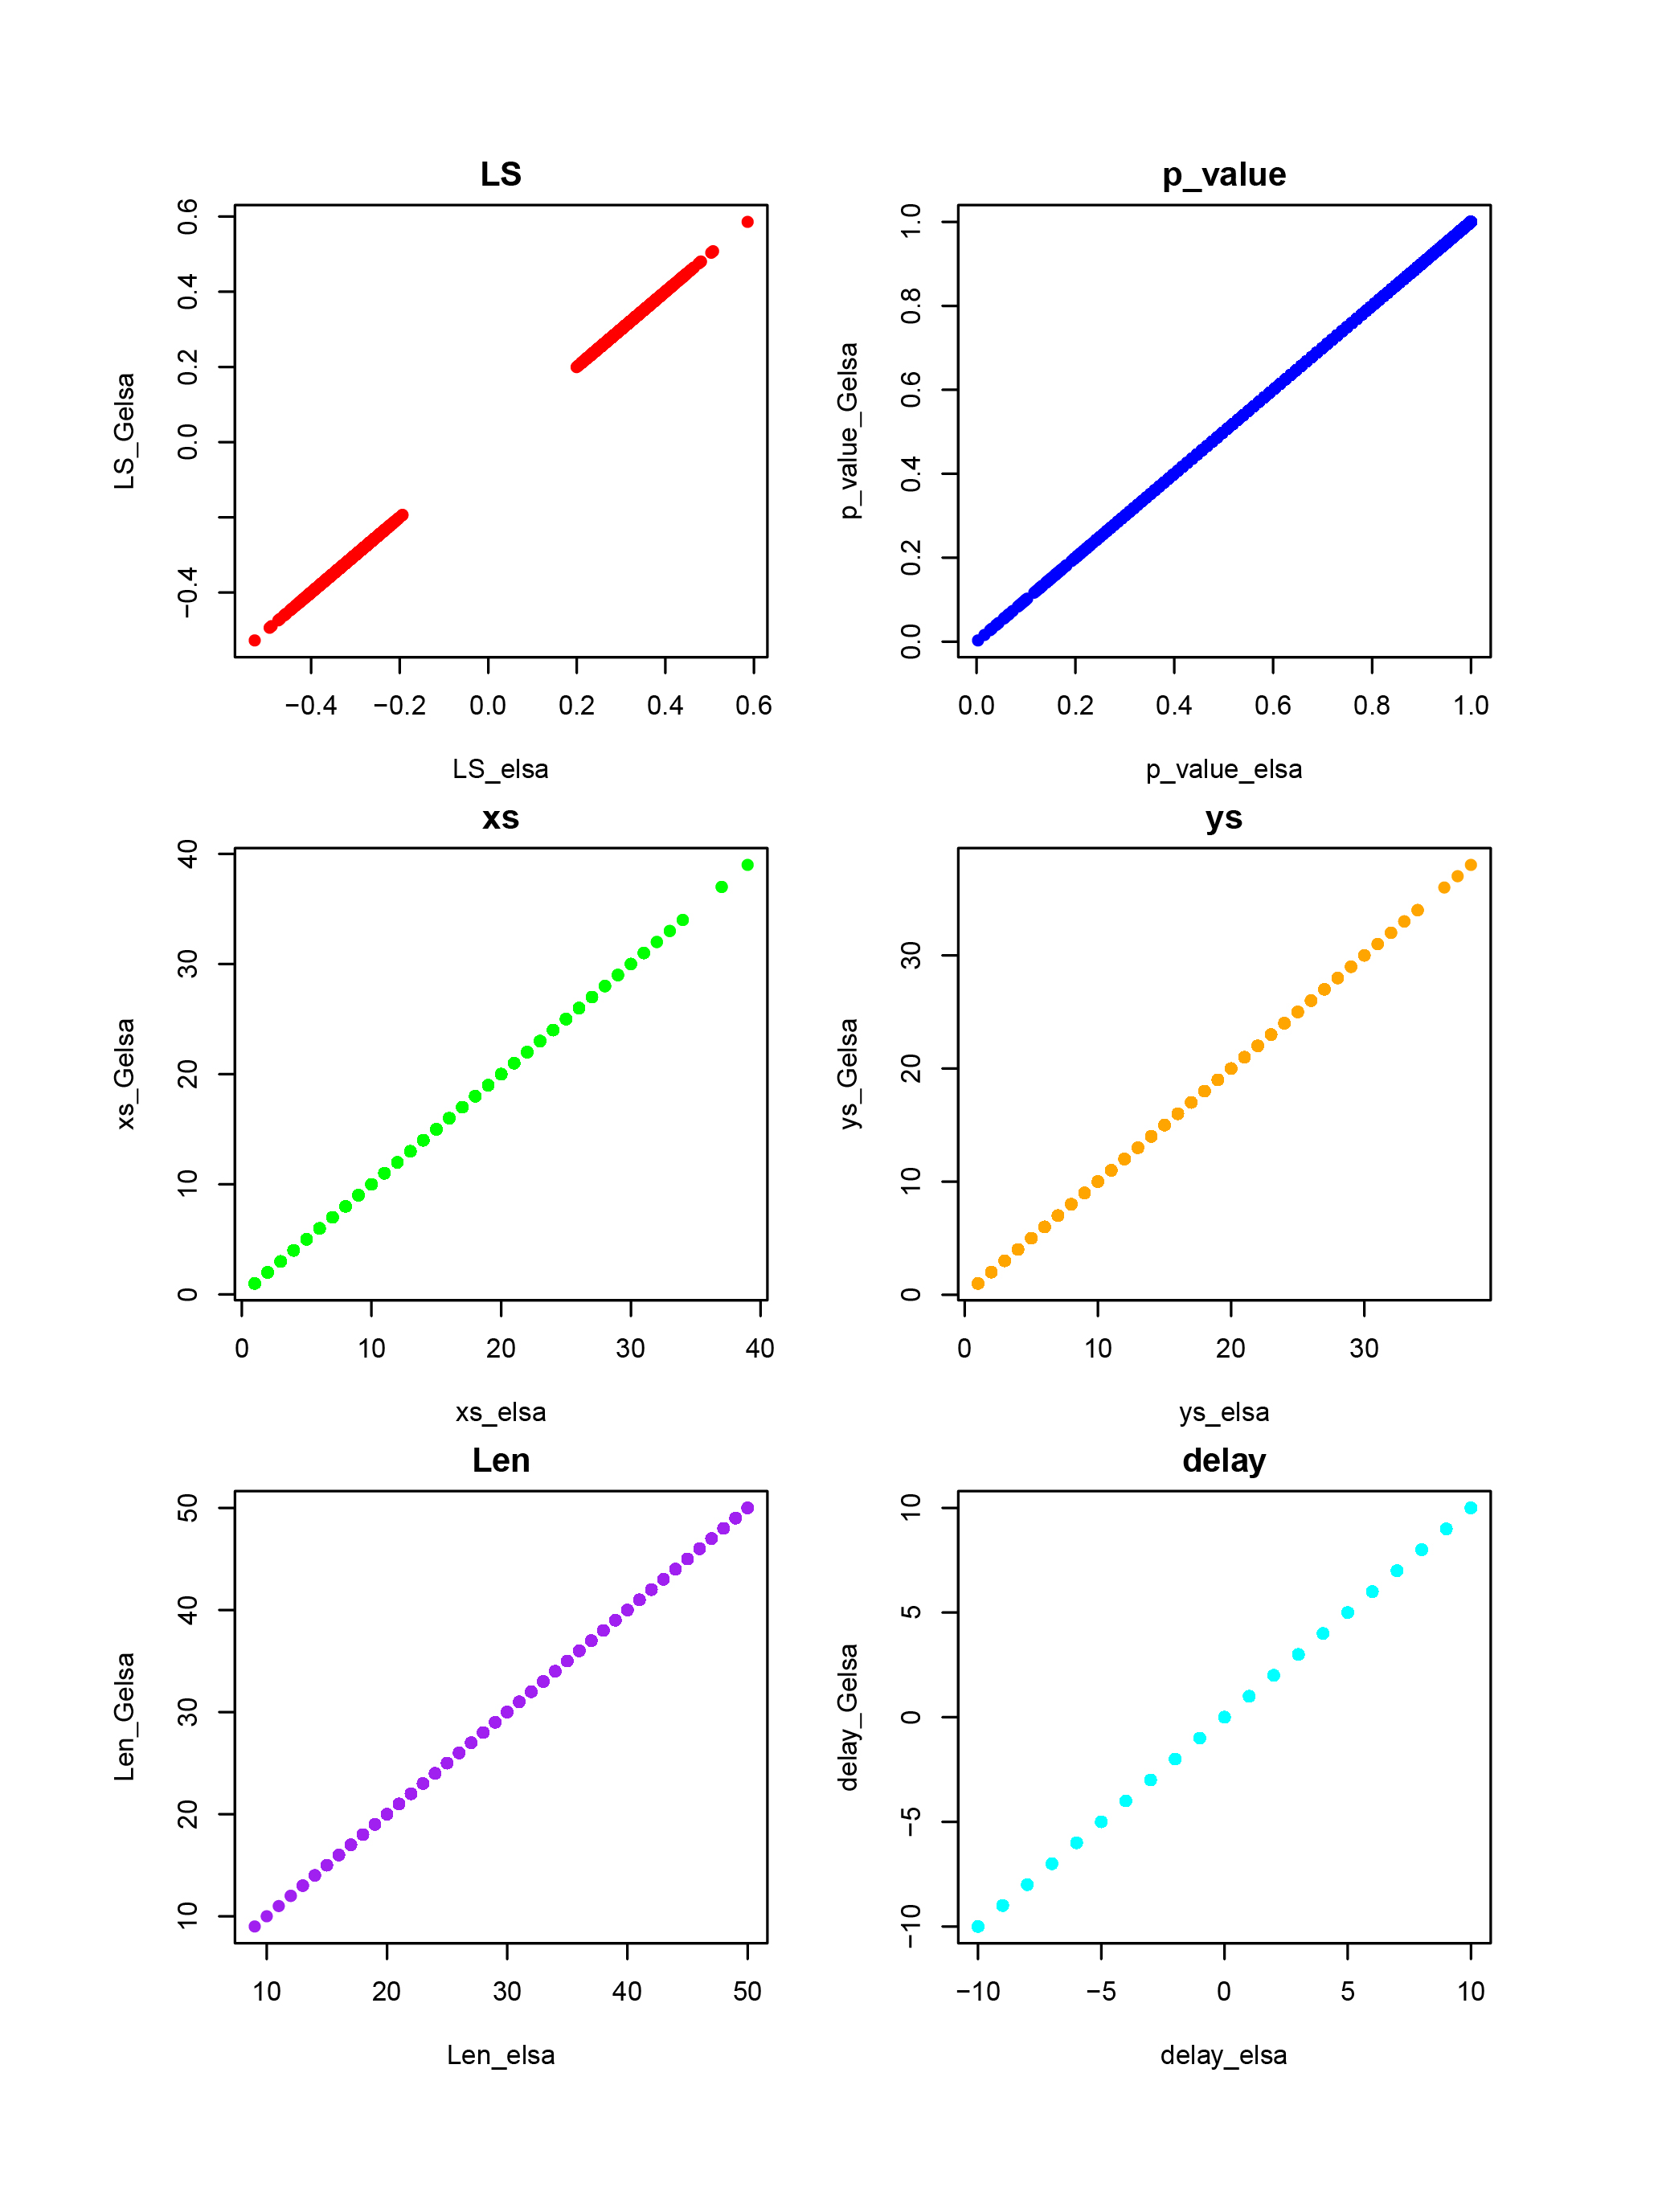 LS
p_value
LS_Gelsa
−0.4 0.0 0.2 0.4 0.6
−0.4 −0.2 0.0 0.2 0.4 0.6
LS_elsa
p_value_Gelsa
0.0 0.2 0.4 0.6 0.8 1.0
0.0 0.2 0.4 0.6 0.8 1.0
p_value_elsa
xs
ys
xs_Gelsa
0 10 20 30 40
0 10 20 30 40
xs_elsa
ys_Gelsa
0 10 20 30
0 10 20 30
ys_elsa
Len
delay
Len_Gelsa
10 20 30 40 50
10 20 30 40 50
Len_elsa
delay_Gelsa
−10 −5 0 5 10
−10 −5 0 5 10
delay_elsa